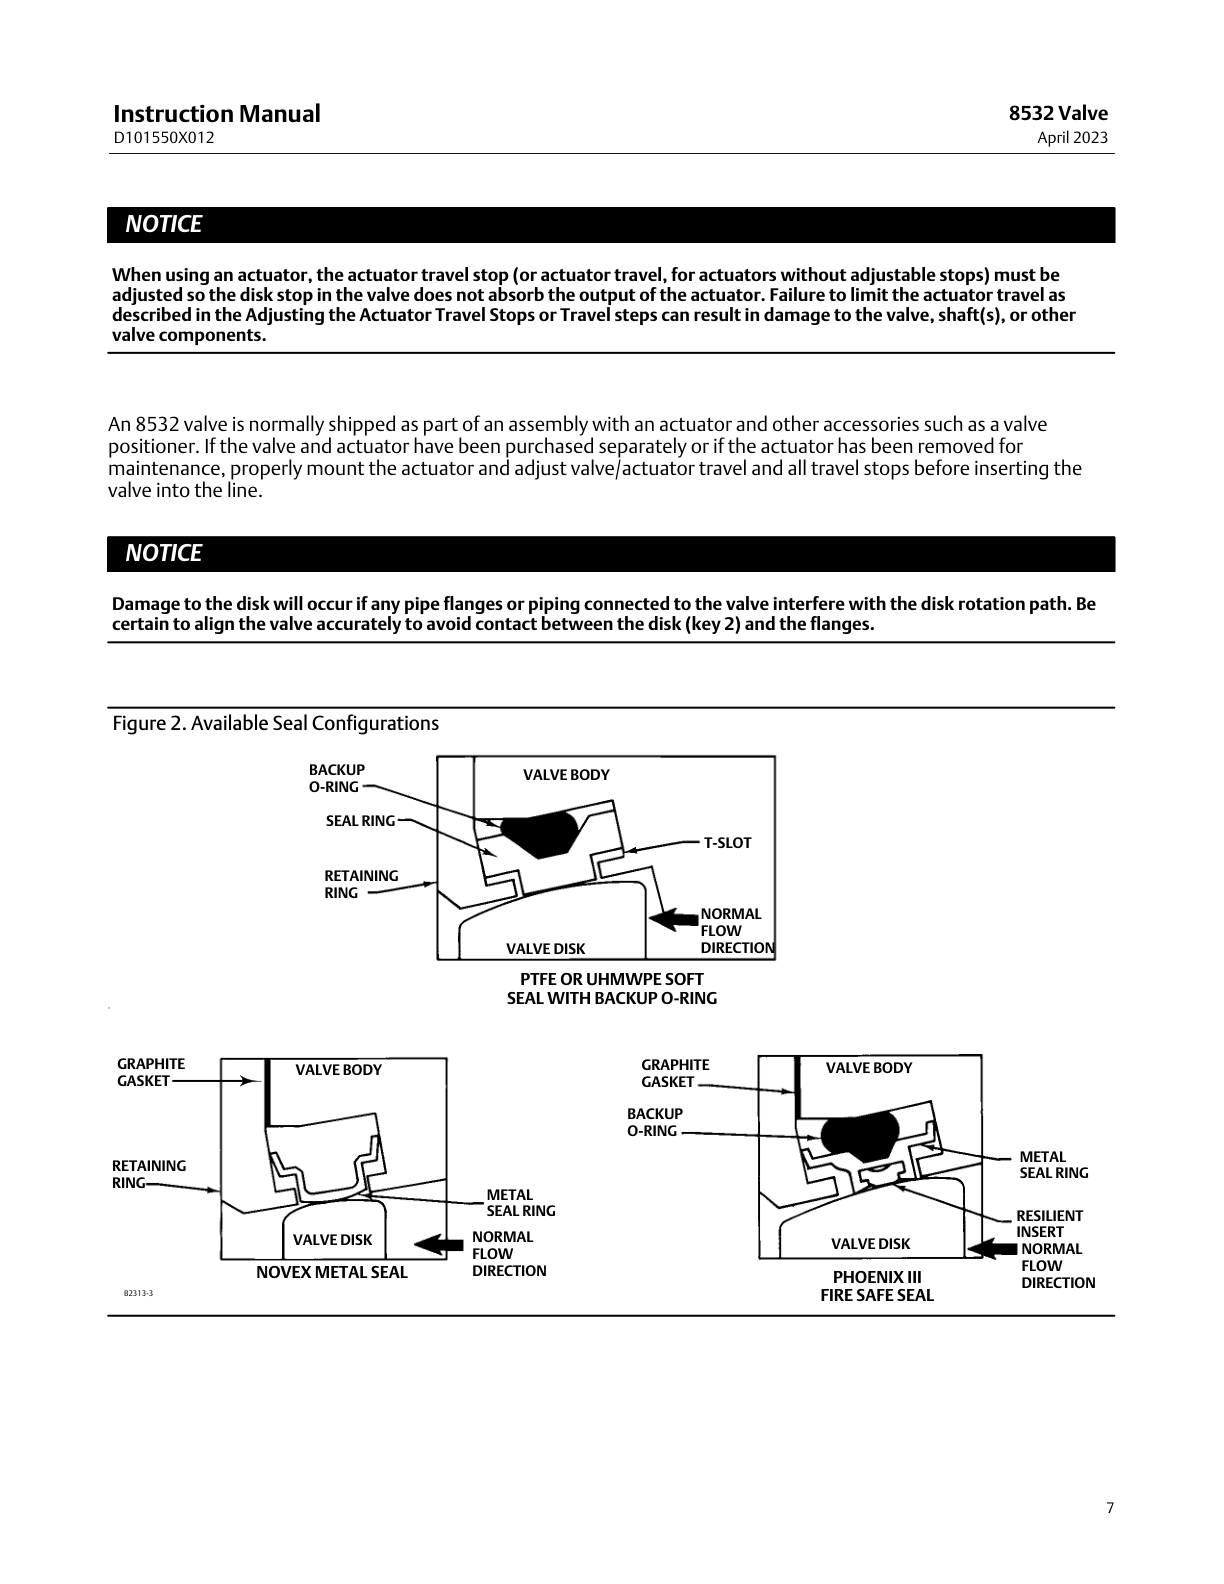 Instruction Manual
D101550X012
8532 Valve
April 2023
NOTICE
When using an actuator, the actuator travel stop (or actuator travel, for actuators without adjustable stops) must be
adjusted so the disk stop in the valve does not absorb the output of the actuator. Failure to limit the actuator travel as
described in the Adjusting the Actuator Travel Stops or Travel steps can result in damage to the valve, shaft(s), or other
valve components.
An 8532 valve is normally shipped as part of an assembly with an actuator and other accessories such as a valve
positioner. If the valve and actuator have been purchased separately or if the actuator has been removed for
maintenance, properly mount the actuator and adjust valve/actuator travel and all travel stops before inserting the
valve into the line.
NOTICE
Damage to the disk will occur if any pipe flanges or piping connected to the valve interfere with the disk rotation path. Be
certain to align the valve accurately to avoid contact between the disk (key 2) and the flanges.
Figure 2. Available Seal Configurations
BACKUP
O-RING
VALVE BODY
SEAL RING
T-SLOT
RETAINING
RING
NORMAL
FLOW
DIRECTION
VALVE DISK
PTFE OR UHMWPE SOFT
SEAL WITH BACKUP O-RING
GRAPHITE
GASKET
VALVE BODY
RETAINING
RING
METAL
SEAL RING
VALVE DISK
NORMAL
FLOW
DIRECTION
NOVEX METAL SEAL
B2313-3
GRAPHITE
GASKET
VALVE BODY
BACKUP
O-RING
METAL
SEAL RING
RESILIENT
INSERT
VALVE DISK
NORMAL
FLOW
DIRECTION
PHOENIX III
FIRE SAFE SEAL
7